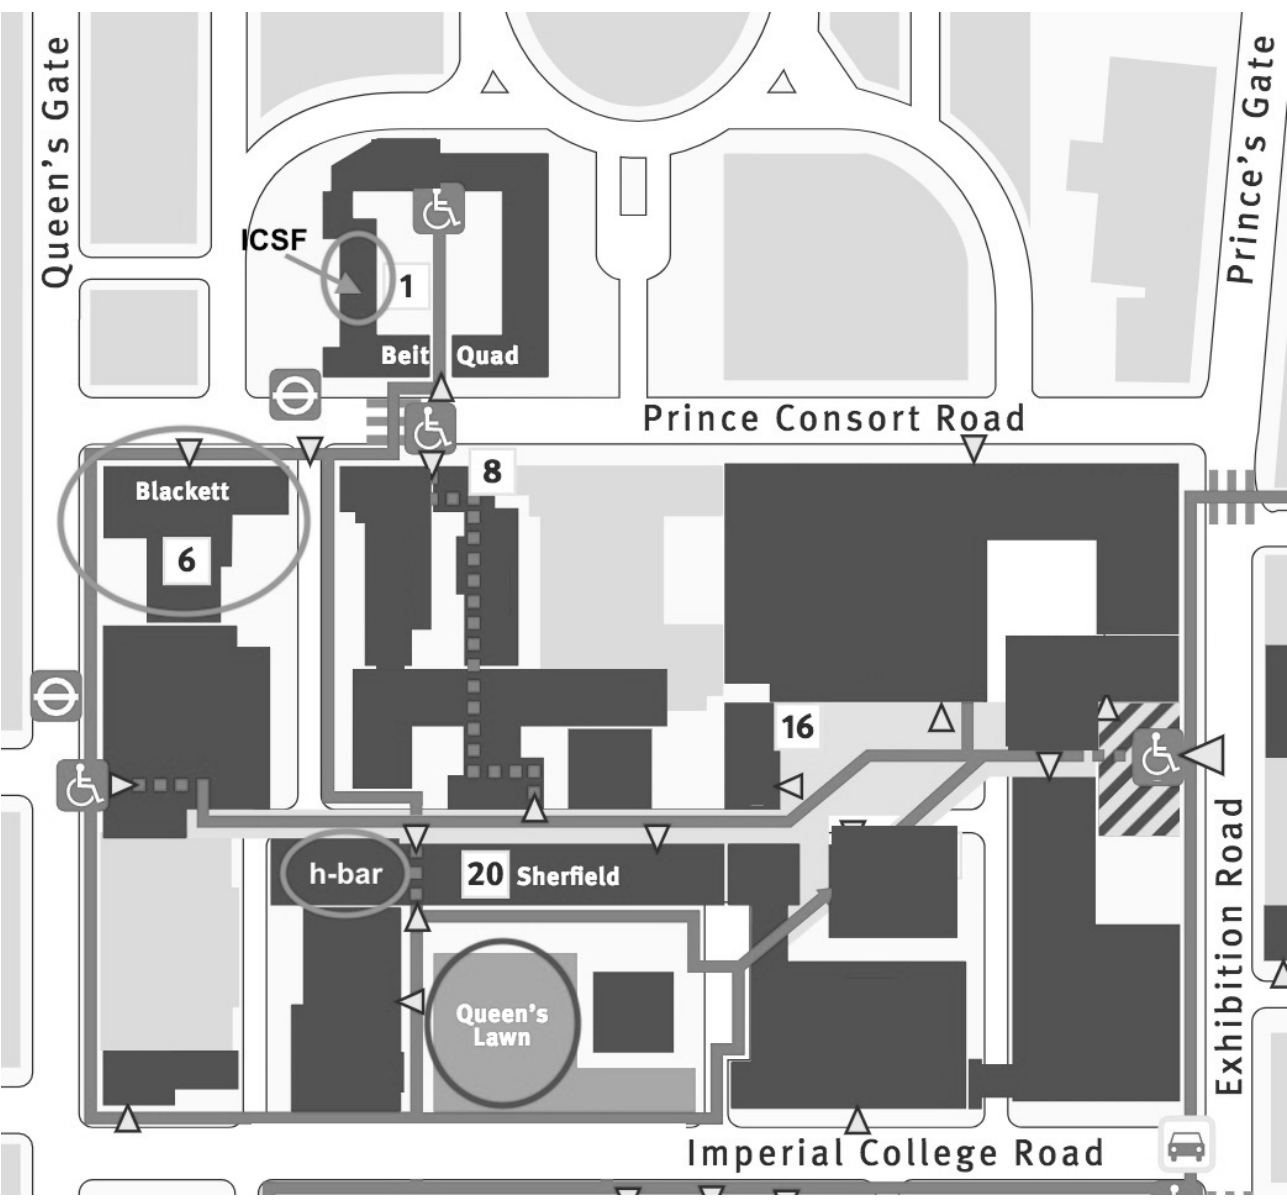 Queen's Gate
Prince's Gate
ICSF
1
Beit Quad
Prince Consort Road
8
Blackett
6
16
h-bar
20 Sherfield
Queen's
Lawn
Exhibition Road
Imperial College Road